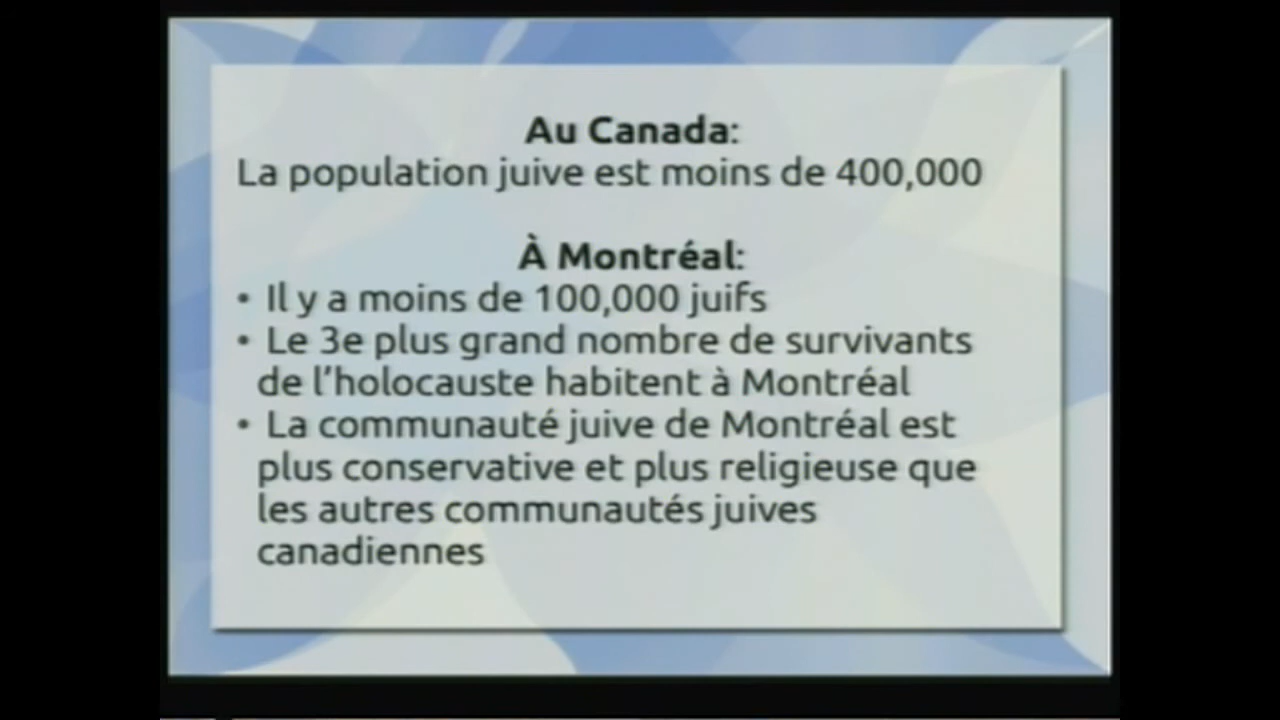 Au Canada:
La population juive est moins de 400,000
À Montréal:
• Il y a moins de 100,000 juifs
• Le 3e plus grand nombre de survivants
de l'holocauste habitent à Montréal
• La communauté juive de Montréal est
plus conservative et plus religieuse que
les autres communautés juives
canadiennes